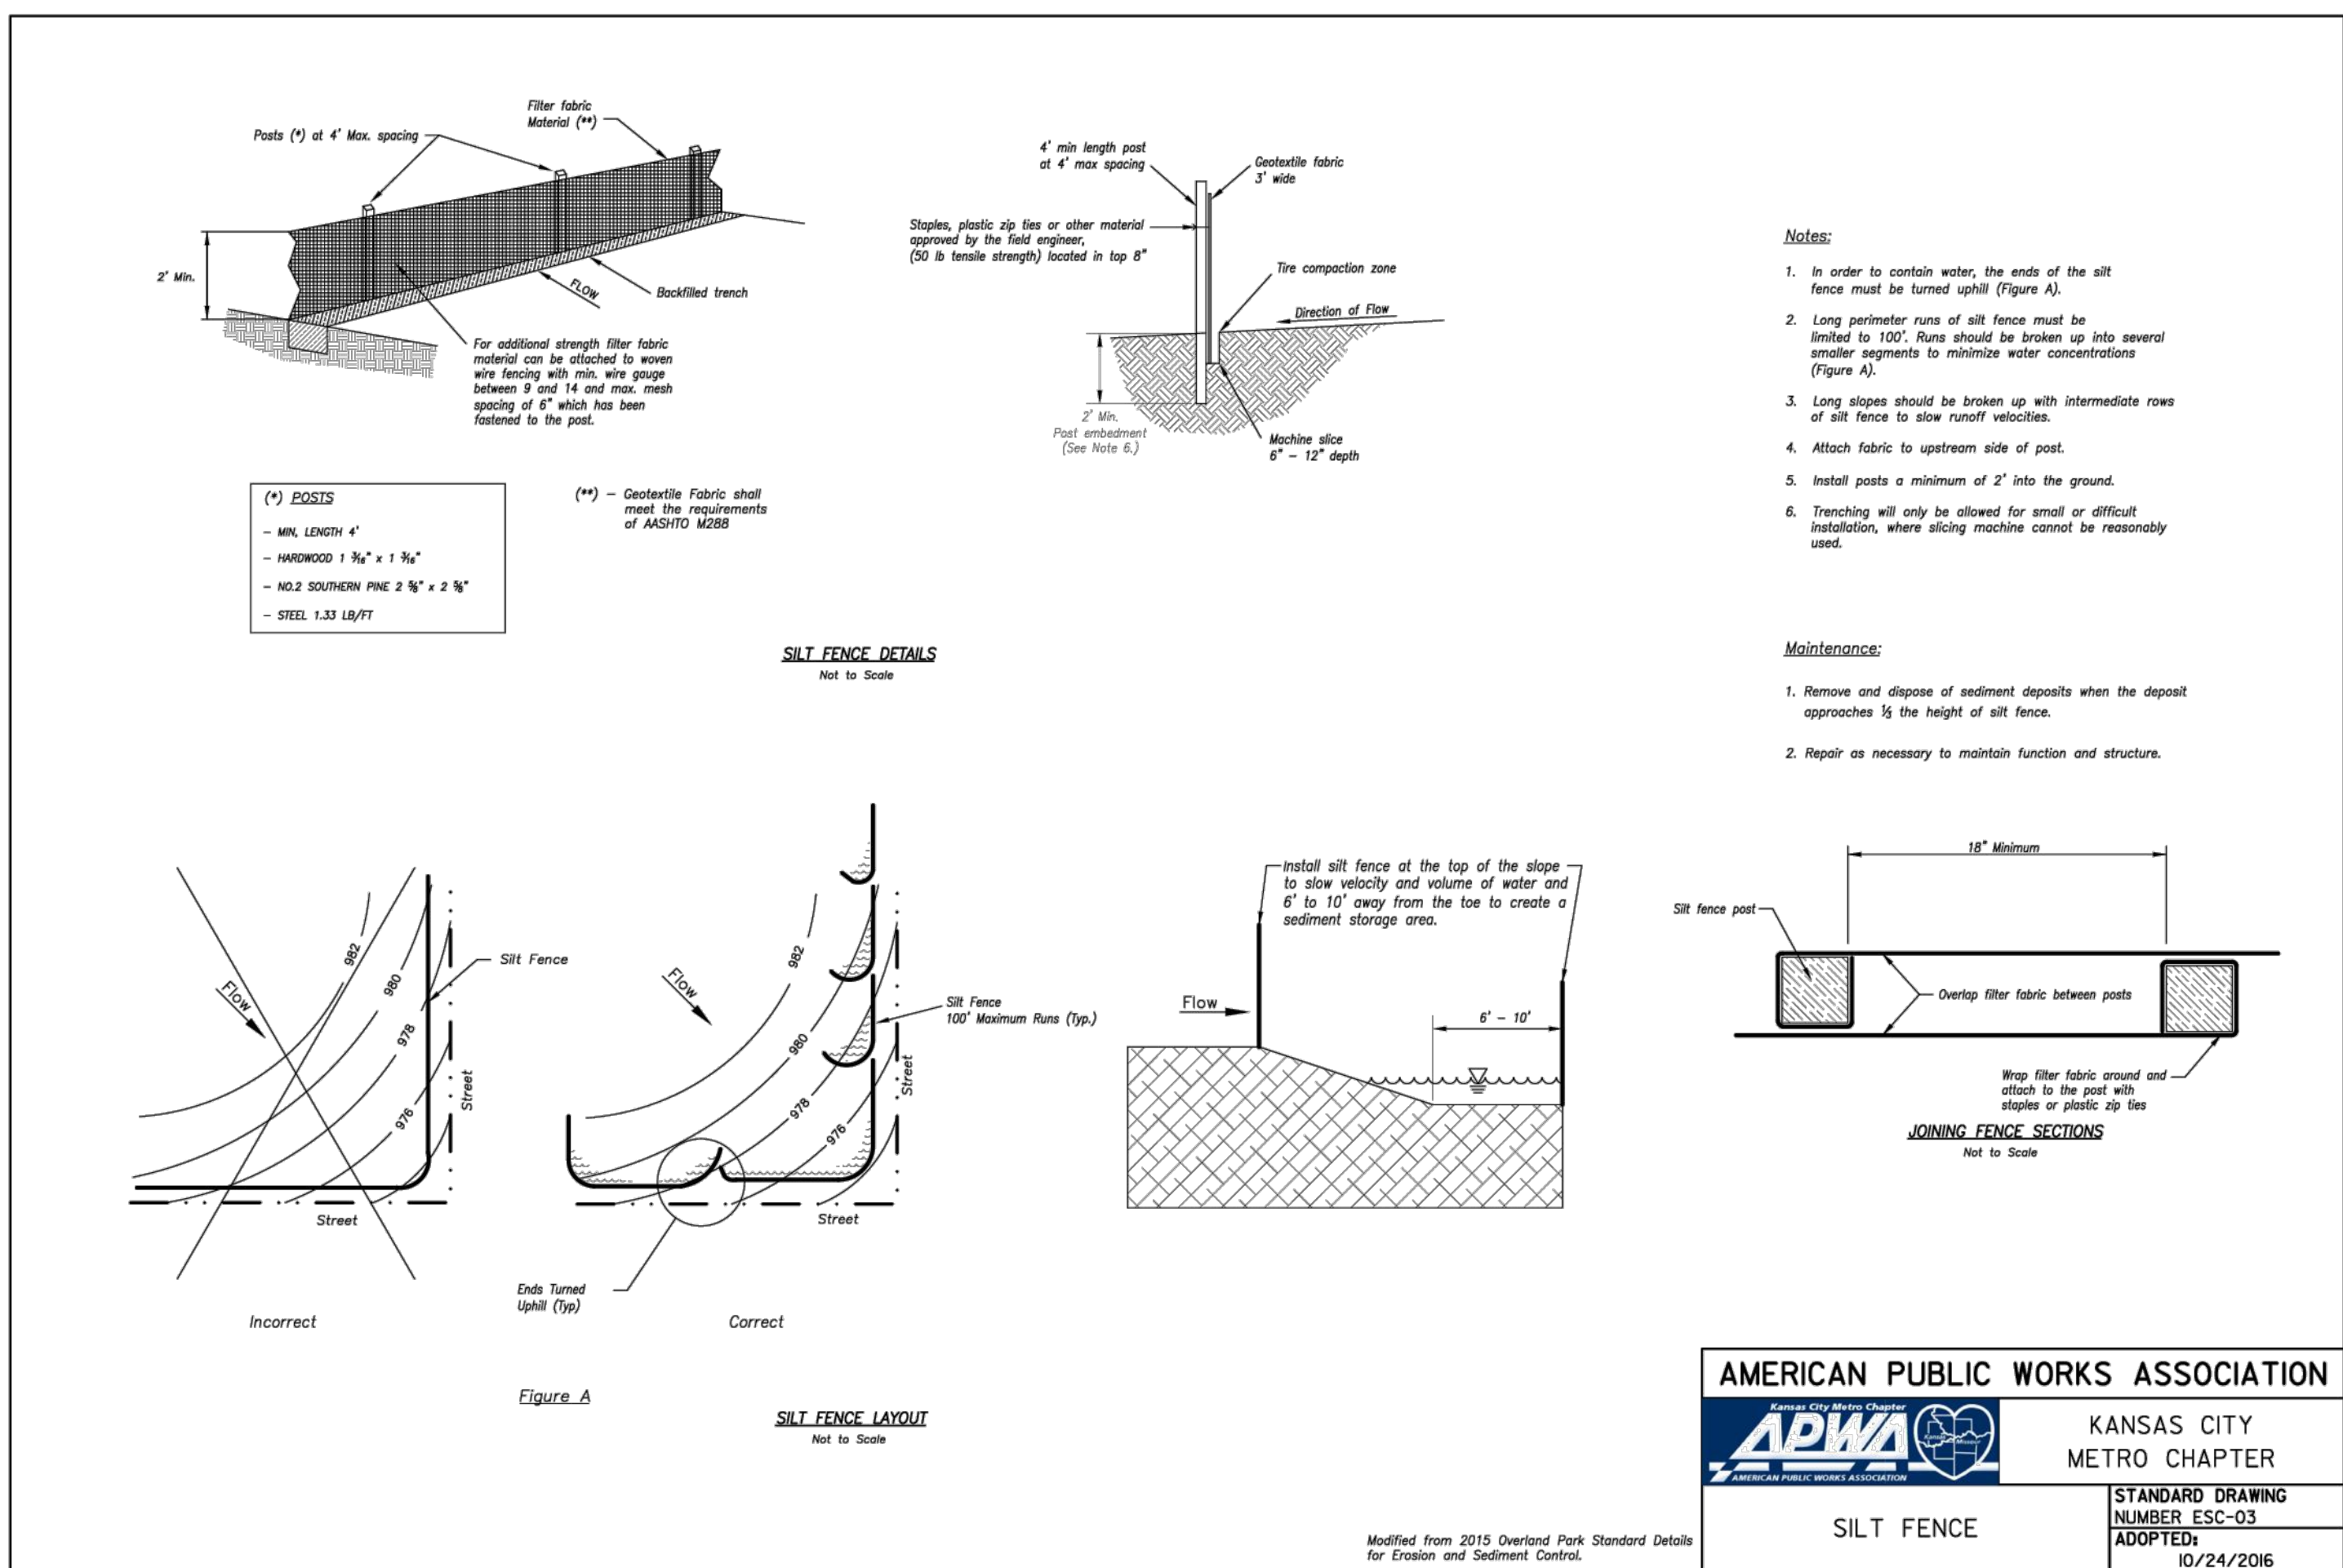 Filter fabric
Material (**)
Posts (*) at 4' Max. spacing
2' Min.
FLOW
Backfilled trench
For additional strength filter fabric
material can be attached to woven
wire fencing with min. wire gauge
between 9 and 14 and max. mesh
spacing of 6" which has been
fastened to the post.
(*) POSTS
– MIN, LENGTH 4'
– HARDWOOD 1 3/16" x 1 3/16"
– NO.2 SOUTHERN PINE 2 5/8" x 2 5/8"
– STEEL 1.33 LB/FT
(**) – Geotextile Fabric shall
meet the requirements
of AASHTO M288
4' min length post
at 4' max spacing
Geotextile fabric
3' wide
Staples, plastic zip ties or other material
approved by the field engineer,
(50 lb tensile strength) located in top 8"
Tire compaction zone
Direction of Flow
2' Min.
Post embedment
(See Note 6.)
Machine slice
6" – 12" depth
SILT FENCE DETAILS
Not to Scale
Notes:
1. In order to contain water, the ends of the silt
fence must be turned uphill (Figure A).
2. Long perimeter runs of silt fence must be
limited to 100'. Runs should be broken up into several
smaller segments to minimize water concentrations
(Figure A).
3. Long slopes should be broken up with intermediate rows
of silt fence to slow runoff velocities.
4. Attach fabric to upstream side of post.
5. Install posts a minimum of 2' into the ground.
6. Trenching will only be allowed for small or difficult
installation, where slicing machine cannot be reasonably
used.
Maintenance:
1. Remove and dispose of sediment deposits when the deposit
approaches 1/3 the height of silt fence.
2. Repair as necessary to maintain function and structure.
982
980
978
976
Flow
Silt Fence
Street
Street
Incorrect
982
980
978
976
Flow
Silt Fence
100' Maximum Runs (Typ.)
Street
Street
Ends Turned
Uphill (Typ)
Correct
Figure A
SILT FENCE LAYOUT
Not to Scale
Install silt fence at the top of the slope
to slow velocity and volume of water and
6' to 10' away from the toe to create a
sediment storage area.
Flow
6' – 10'
18" Minimum
Silt fence post
Overlap filter fabric between posts
Wrap filter fabric around and
attach to the post with
staples or plastic zip ties
JOINING FENCE SECTIONS
Not to Scale
Modified from 2015 Overland Park Standard Details
for Erosion and Sediment Control.
AMERICAN PUBLIC WORKS ASSOCIATION
Kansas City Metro Chapter
APWA
Kansas
Missouri
AMERICAN PUBLIC WORKS ASSOCIATION
KANSAS CITY
METRO CHAPTER
SILT FENCE
STANDARD DRAWING
NUMBER ESC-03
ADOPTED:
10/24/2016